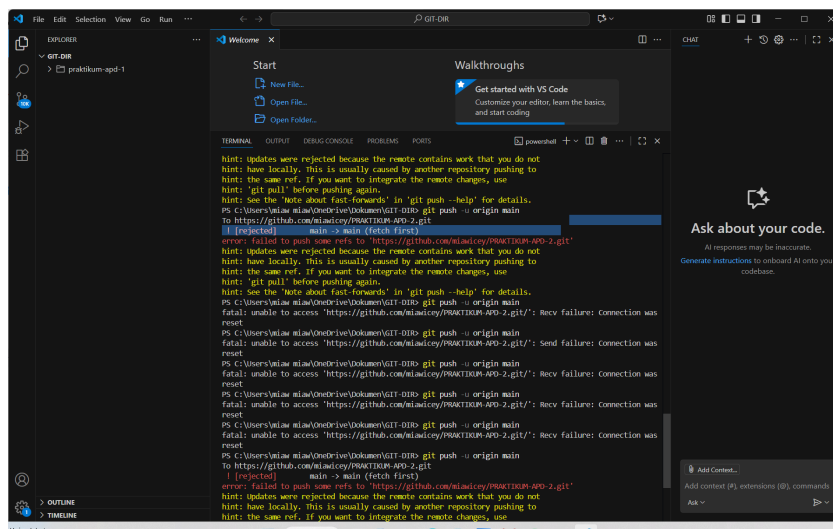 File Edit Selection View Go Run ···
GIT-DIR
EXPLORER
GIT-DIR
praktikum-apd-1
Welcome
Start
New File...
Open File...
Open Folder...
Walkthroughs
Get started with VS Code
Customize your editor, learn the basics,
and start coding
TERMINAL OUTPUT DEBUG CONSOLE PROBLEMS PORTS
powershell
hint: Updates were rejected because the remote contains work that you do not
hint: have locally. This is usually caused by another repository pushing to
hint: the same ref. If you want to integrate the remote changes, use
hint: 'git pull' before pushing again.
hint: See the 'Note about fast-forwards' in 'git push --help' for details.
PS C:\Users\miaw miaw\OneDrive\Dokumen\GIT-DIR> git push -u origin main
To https://github.com/miawicey/PRAKTIKUM-APD-2.git
! [rejected] main -> main (fetch first)
error: failed to push some refs to 'https://github.com/miawicey/PRAKTIKUM-APD-2.git'
hint: Updates were rejected because the remote contains work that you do not
hint: have locally. This is usually caused by another repository pushing to
hint: the same ref. If you want to integrate the remote changes, use
hint: 'git pull' before pushing again.
hint: See the 'Note about fast-forwards' in 'git push --help' for details.
PS C:\Users\miaw miaw\OneDrive\Dokumen\GIT-DIR> git push -u origin main
fatal: unable to access 'https://github.com/miawicey/PRAKTIKUM-APD-2.git/': Recv failure: Connection was
reset
PS C:\Users\miaw miaw\OneDrive\Dokumen\GIT-DIR> git push -u origin main
fatal: unable to access 'https://github.com/miawicey/PRAKTIKUM-APD-2.git/': Send failure: Connection was
reset
PS C:\Users\miaw miaw\OneDrive\Dokumen\GIT-DIR> git push -u origin main
fatal: unable to access 'https://github.com/miawicey/PRAKTIKUM-APD-2.git/': Recv failure: Connection was
reset
PS C:\Users\miaw miaw\OneDrive\Dokumen\GIT-DIR> git push -u origin main
fatal: unable to access 'https://github.com/miawicey/PRAKTIKUM-APD-2.git/': Recv failure: Connection was
reset
PS C:\Users\miaw miaw\OneDrive\Dokumen\GIT-DIR> git push -u origin main
fatal: unable to access 'https://github.com/miawicey/PRAKTIKUM-APD-2.git/': Recv failure: Connection was
reset
PS C:\Users\miaw miaw\OneDrive\Dokumen\GIT-DIR> git push -u origin main
To https://github.com/miawicey/PRAKTIKUM-APD-2.git
! [rejected] main -> main (fetch first)
error: failed to push some refs to 'https://github.com/miawicey/PRAKTIKUM-APD-2.git'
hint: Updates were rejected because the remote contains work that you do not
hint: have locally. This is usually caused by another repository pushing to
hint: the same ref. If you want to integrate the remote changes, use
CHAT
Ask about your code.
AI responses may be inaccurate.
Generate instructions to onboard AI onto you
codebase.
Add Context...
Add context (#), extensions (@), commands
Ask
10K
1
OUTLINE
TIMELINE